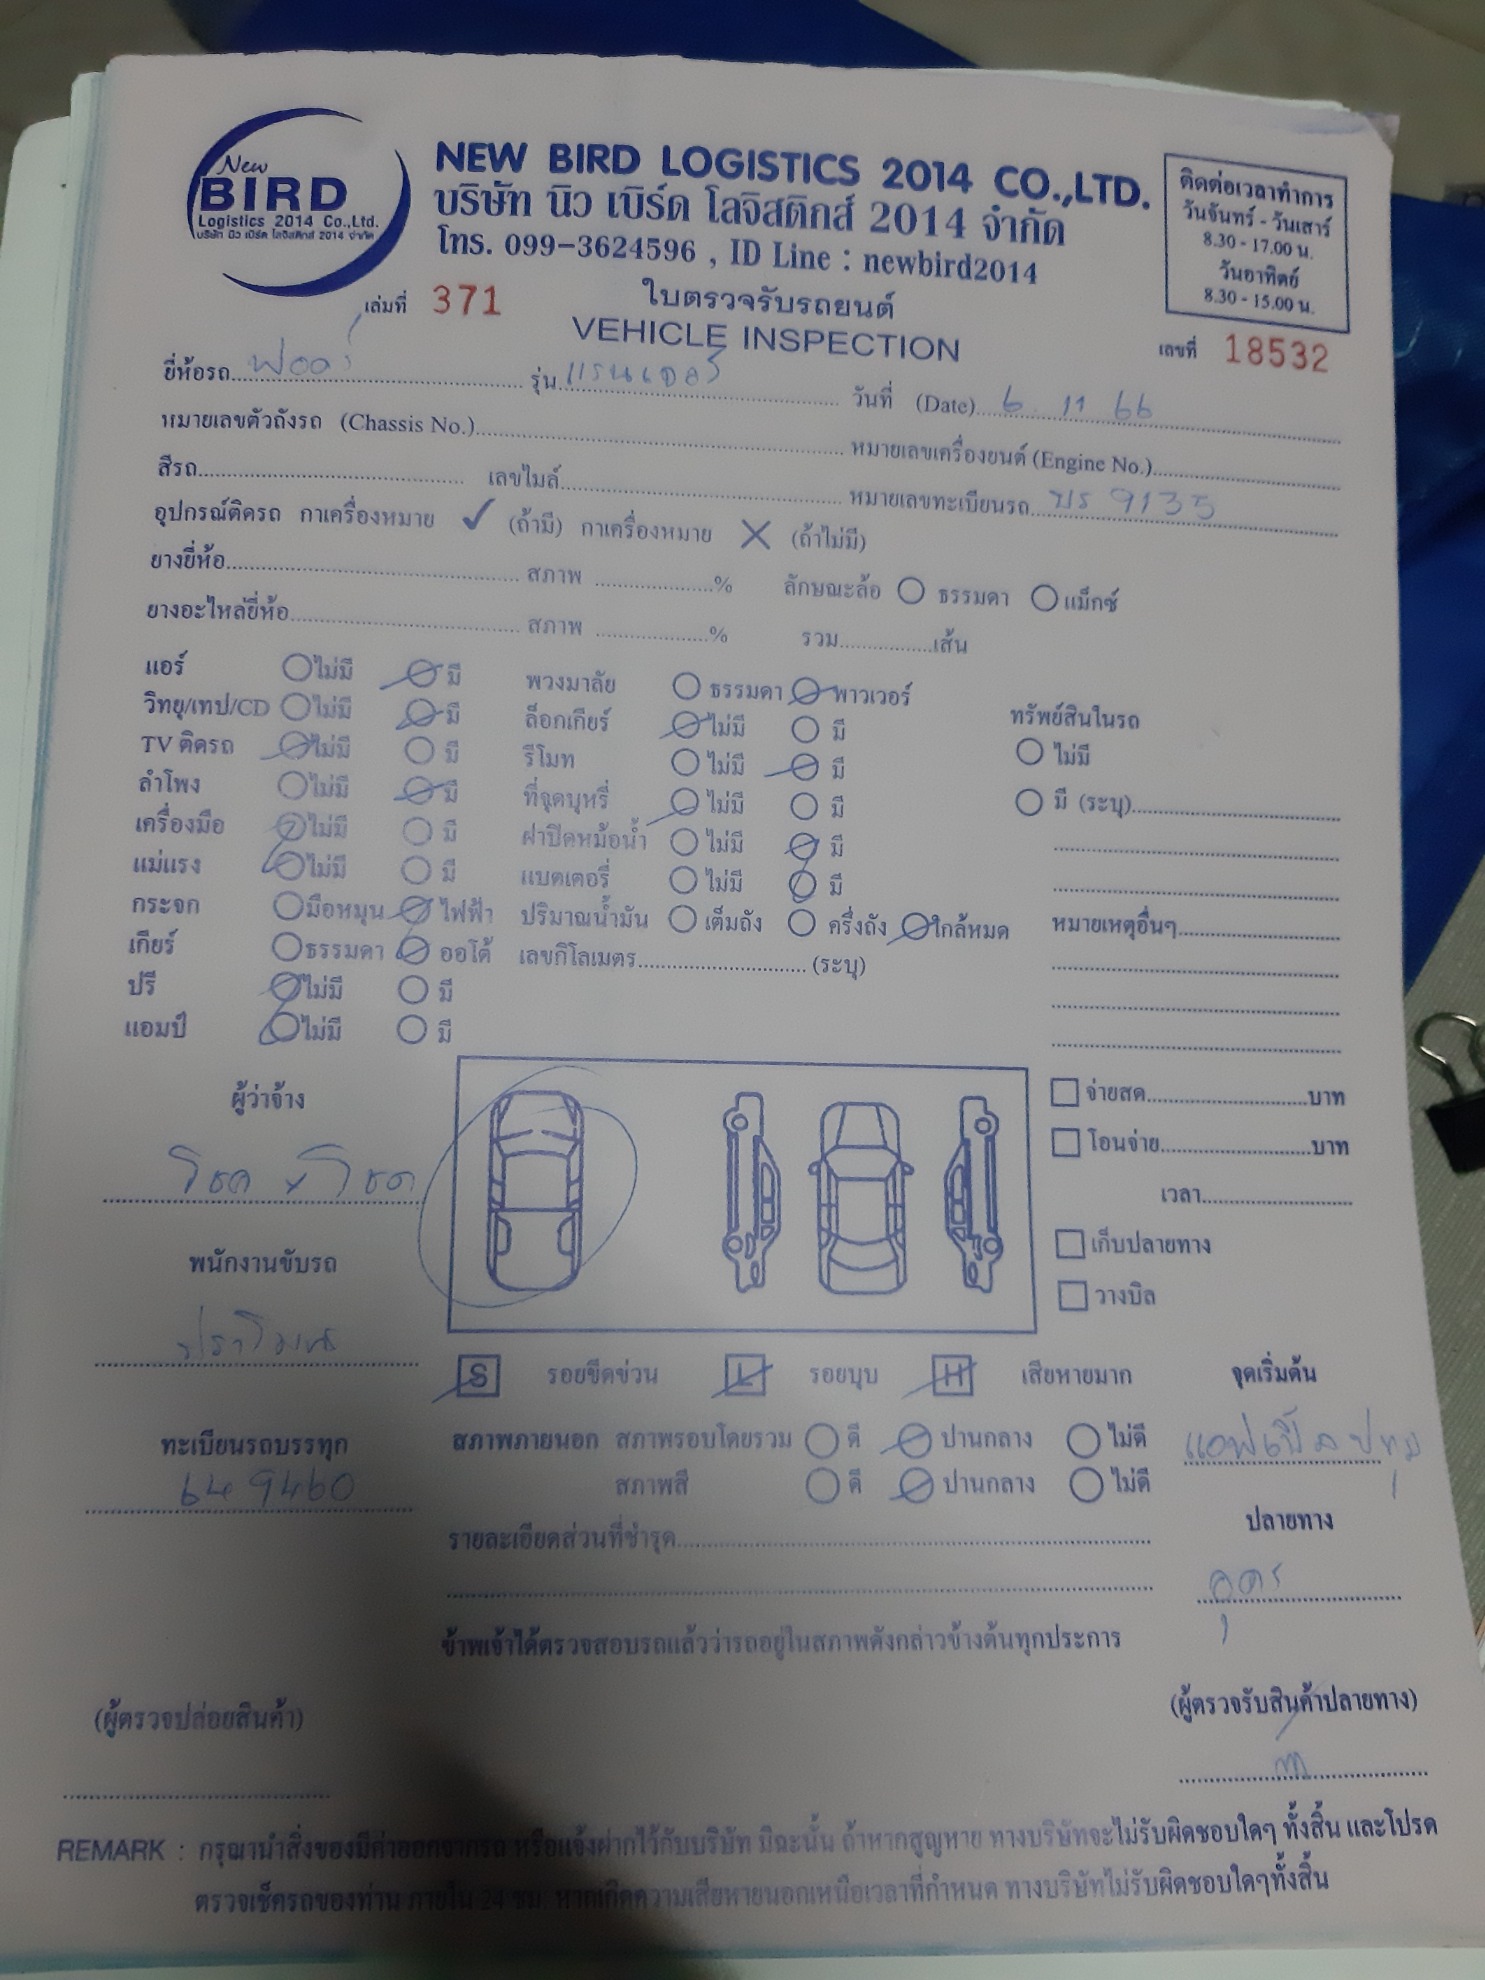 New
BIRD
Logistics 2014 Co.,Ltd.
บริษัท นิว เบิร์ด โลจิสติกส์ 2014 จำกัด
NEW BIRD LOGISTICS 2014 CO.,LTD.
บริษัท นิว เบิร์ด โลจิสติกส์ 2014 จำกัด
โทร. 099-3624596 , ID Line : newbird2014
ติดต่อเวลาทำการ
วันจันทร์ - วันเสาร์
8.30 - 17.00 น.
วันอาทิตย์
8.30 - 15.00 น.
เล่มที่ 371
ใบตรวจรับรถยนต์
VEHICLE INSPECTION
เลขที่ 18532
ยี่ห้อรถ ฟอร์ด รุ่น แรนเจอร์ วันที่ (Date) 6 11 66
หมายเลขตัวถังรถ (Chassis No.) หมายเลขเครื่องยนต์ (Engine No.)
สีรถ เลขไมล์ หมายเลขทะเบียนรถ 9135
อุปกรณ์ติดรถ กาเครื่องหมาย ✓ (ถ้ามี) กาเครื่องหมาย ✕ (ถ้าไม่มี)
ยางยี่ห้อ สภาพ % ลักษณะล้อ ธรรมดา แม็กซ์
ยางอะไหล่ยี่ห้อ สภาพ % รวม เส้น
แอร์ ไม่มี มี พวงมาลัย ธรรมดา พาวเวอร์
วิทยุ/เทป/CD ไม่มี มี ล็อกเกียร์ ไม่มี มี ทรัพย์สินในรถ
TV ติดรถ ไม่มี มี รีโมท ไม่มี มี ไม่มี
ลำโพง ไม่มี มี ที่จุดบุหรี่ ไม่มี มี มี (ระบุ)
เครื่องมือ ไม่มี มี ฝาปิดหม้อน้ำ ไม่มี มี
แม่แรง ไม่มี มี แบตเตอรี่ ไม่มี มี
กระจก มือหมุน ไฟฟ้า ปริมาณน้ำมัน เต็มถัง ครึ่งถัง ใกล้หมด หมายเหตุอื่นๆ
เกียร์ ธรรมดา ออโต้ เลขกิโลเมตร (ระบุ)
ปรี ไม่มี มี
แอมป์ ไม่มี มี
ผู้ว่าจ้าง
จ่ายสด บาท
โอนจ่าย บาท
เวลา
พนักงานขับรถ
เก็บปลายทาง
วางบิล
S รอยขีดข่วน L รอยบุบ H เสียหายมาก
จุดเริ่มต้น
ทะเบียนรถบรรทุก
649460
สภาพภายนอก สภาพรอบโดยรวม ดี ปานกลาง ไม่ดี
สภาพสี ดี ปานกลาง ไม่ดี
ปลายทาง
อุดร
รายละเอียดส่วนที่ชำรุด
ข้าพเจ้าได้ตรวจสอบรถแล้วว่ารถอยู่ในสภาพดังกล่าวข้างต้นทุกประการ
(ผู้ตรวจปล่อยสินค้า) (ผู้ตรวจรับสินค้าปลายทาง)
REMARK : กรุณานำสิ่งของมีค่าออกจากรถ หรือแจ้งฝากไว้กับบริษัท มิฉะนั้น ถ้าหากสูญหาย ทางบริษัทจะไม่รับผิดชอบใดๆ ทั้งสิ้น และโปรด
ตรวจเช็ครถของท่าน ภายใน 24 ชม. หากเกิดความเสียหายนอกเหนือเวลาที่กำหนด ทางบริษัทไม่รับผิดชอบใดๆทั้งสิ้น